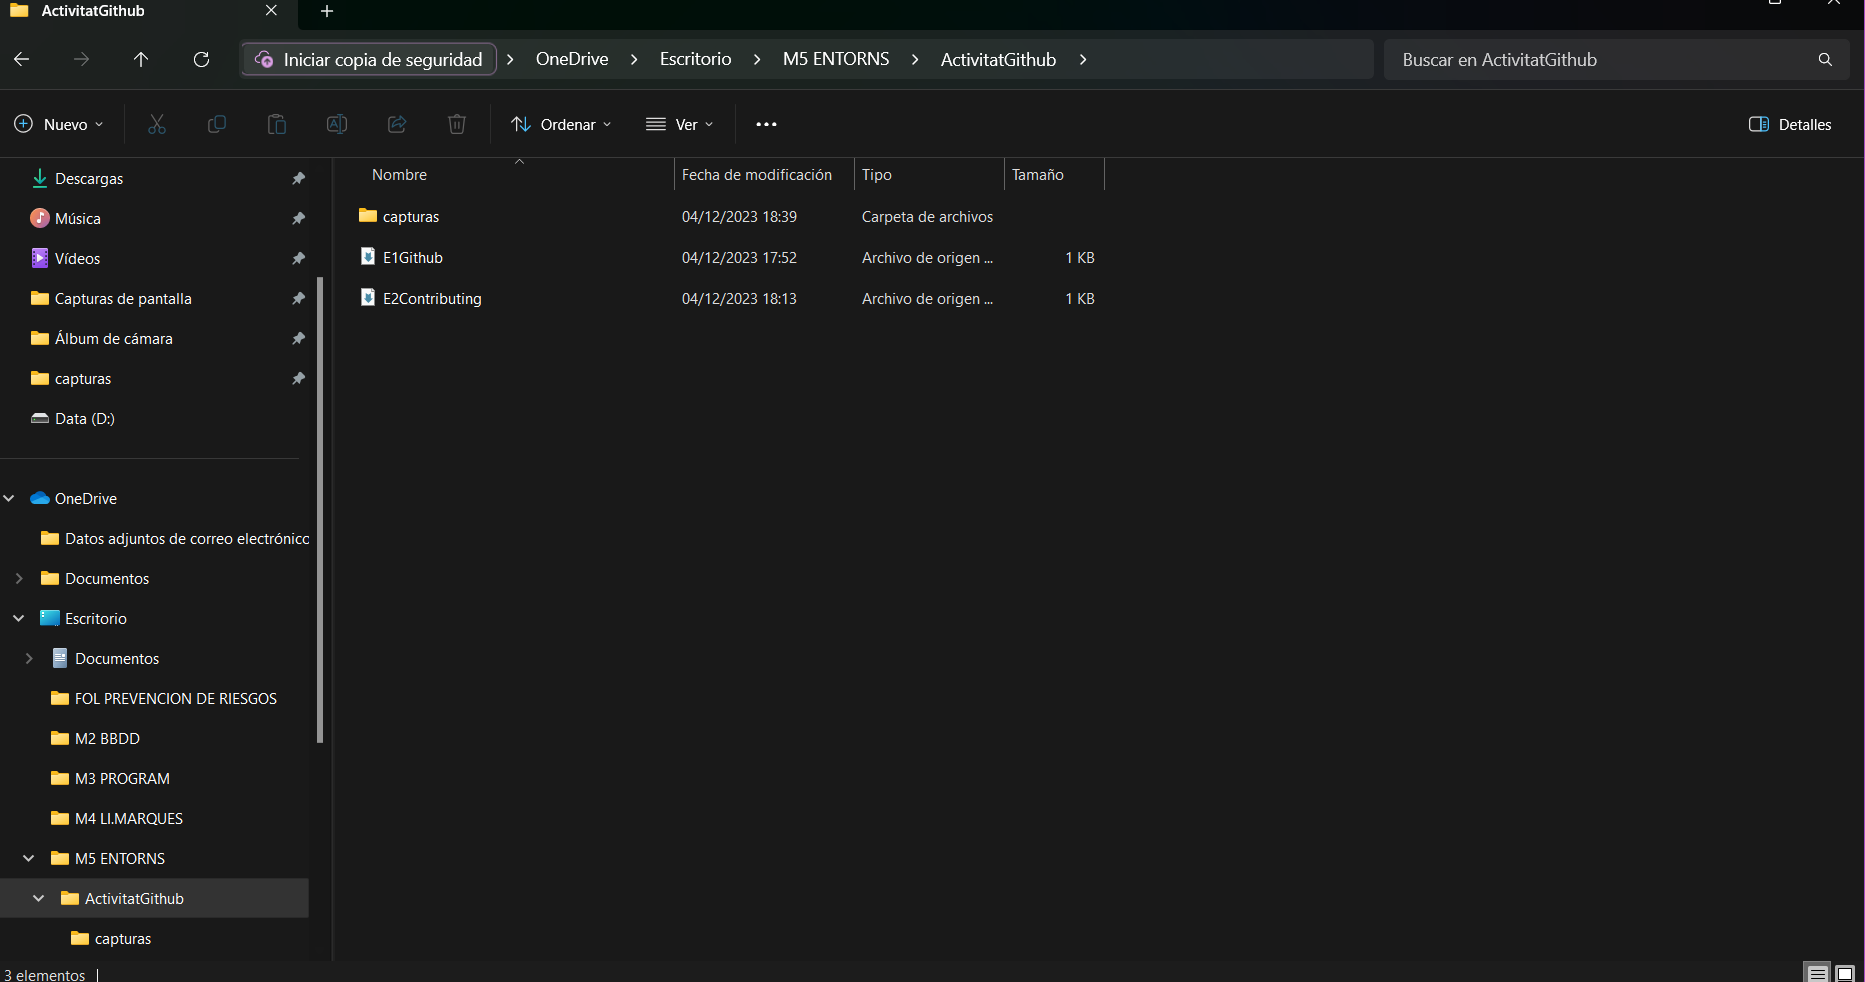 ActivitatGithub
Iniciar copia de seguridad > OneDrive > Escritorio > M5 ENTORNS > ActivitatGithub >
Buscar en ActivitatGithub
Nuevo
Ordenar
Ver
Detalles
Descargas
Música
Vídeos
Capturas de pantalla
Álbum de cámara
capturas
Data (D:)
OneDrive
Datos adjuntos de correo electrónico
Documentos
Escritorio
Documentos
FOL PREVENCION DE RIESGOS
M2 BBDD
M3 PROGRAM
M4 LI.MARQUES
M5 ENTORNS
ActivitatGithub
capturas
Nombre Fecha de modificación Tipo Tamaño
capturas 04/12/2023 18:39 Carpeta de archivos
E1Github 04/12/2023 17:52 Archivo de origen ... 1 KB
E2Contributing 04/12/2023 18:13 Archivo de origen ... 1 KB
3 elementos